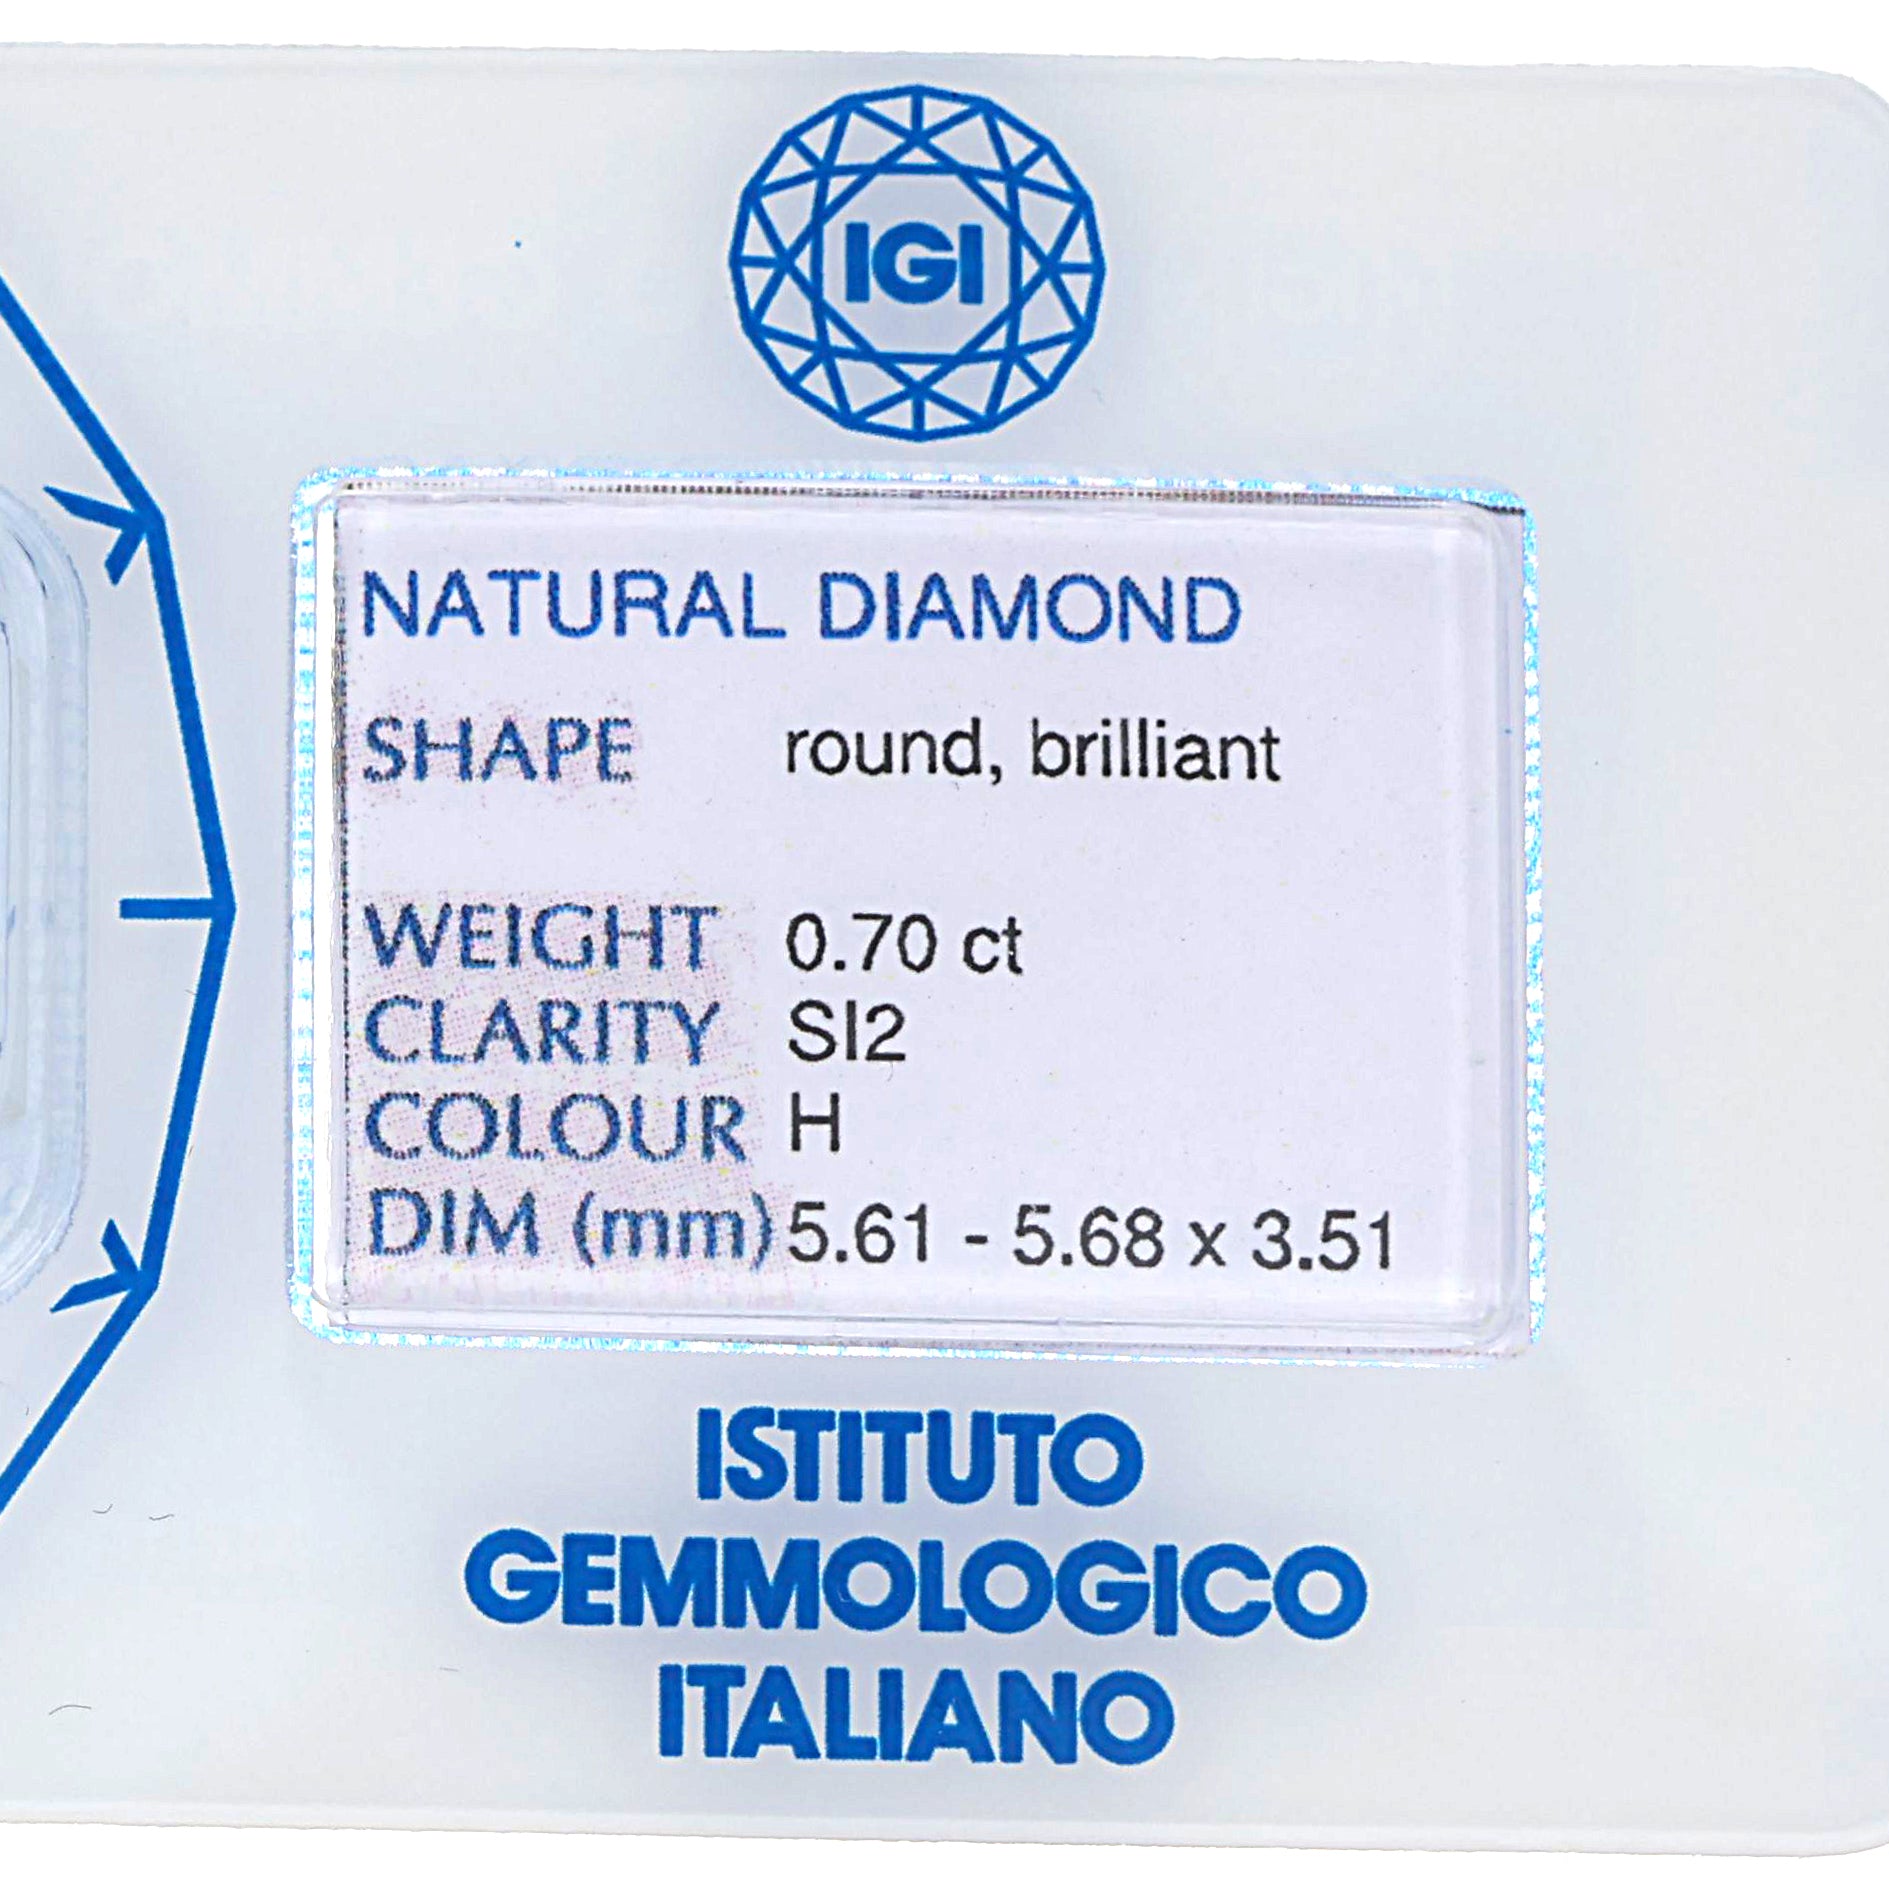 IGI
NATURAL DIAMOND
SHAPE round, brilliant
WEIGHT 0.70 ct
CLARITY SI2
COLOUR H
DIM (mm) 5.61 - 5.68 x 3.51
ISTITUTO
GEMMOLOGICO
ITALIANO